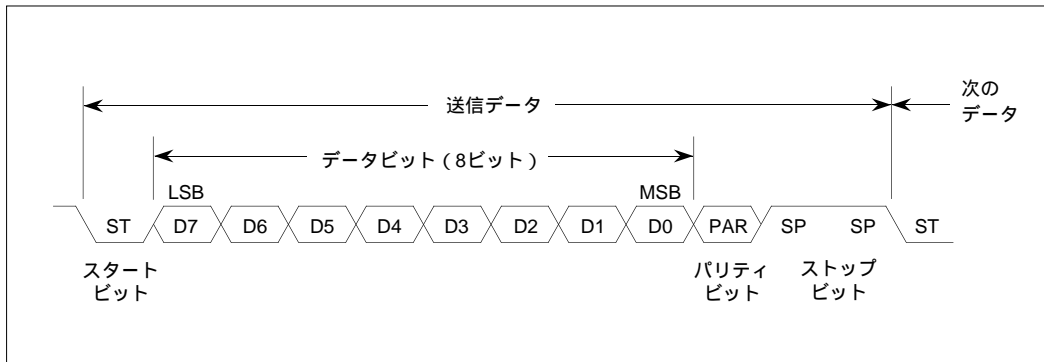 送信データ
次の
データ
データビット（8ビット）
LSB
MSB
ST D7 D6 D5 D4 D3 D2 D1 D0 PAR SP SP ST
スタート
ビット
パリティ
ビット
ストップ
ビット